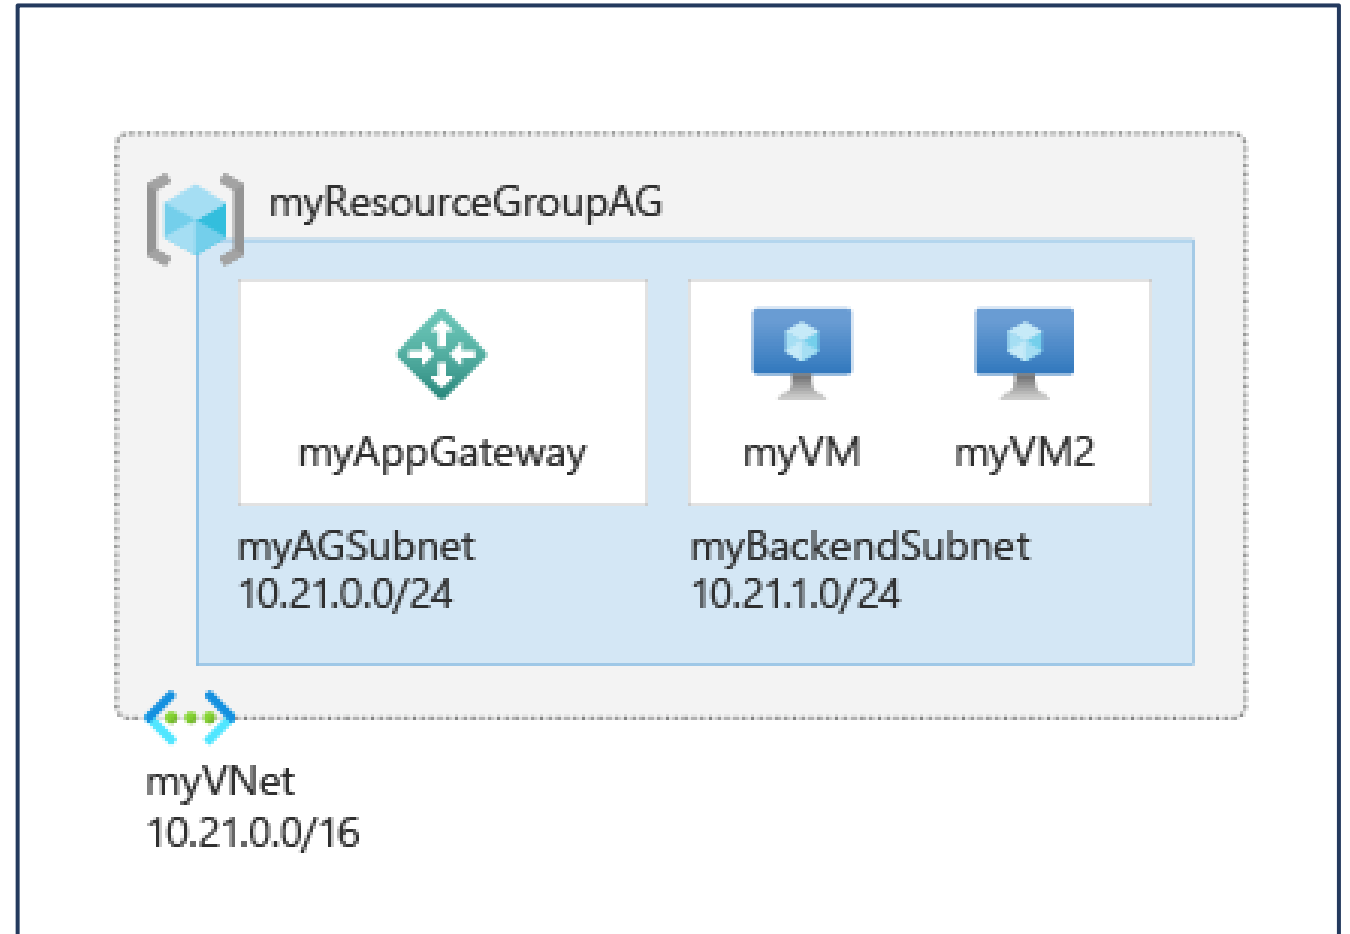 myResourceGroupAG
myAppGateway
myVM
myVM2
myAGSubnet
10.21.0.0/24
myBackendSubnet
10.21.1.0/24
myVNet
10.21.0.0/16